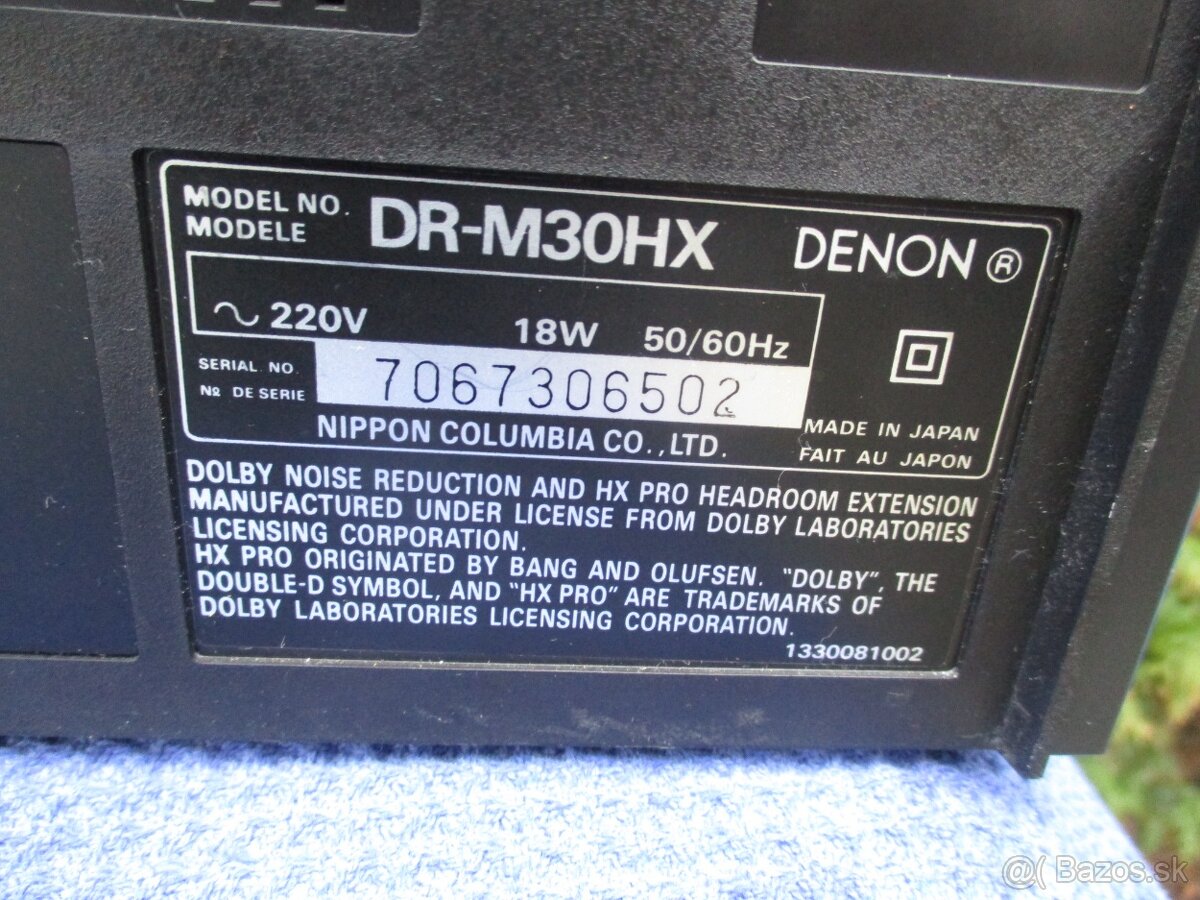 MODEL NO. DR-M30HX DENON ®
MODELE
~ 220V 18W 50/60Hz
SERIAL NO. 7067306502
Nº DE SERIE
NIPPON COLUMBIA CO.,LTD.
MADE IN JAPAN
FAIT AU JAPON
DOLBY NOISE REDUCTION AND HX PRO HEADROOM EXTENSION
MANUFACTURED UNDER LICENSE FROM DOLBY LABORATORIES
LICENSING CORPORATION.
HX PRO ORIGINATED BY BANG AND OLUFSEN. "DOLBY", THE
DOUBLE-D SYMBOL, AND "HX PRO" ARE TRADEMARKS OF
DOLBY LABORATORIES LICENSING CORPORATION.
1330081002
@( Bazos.sk